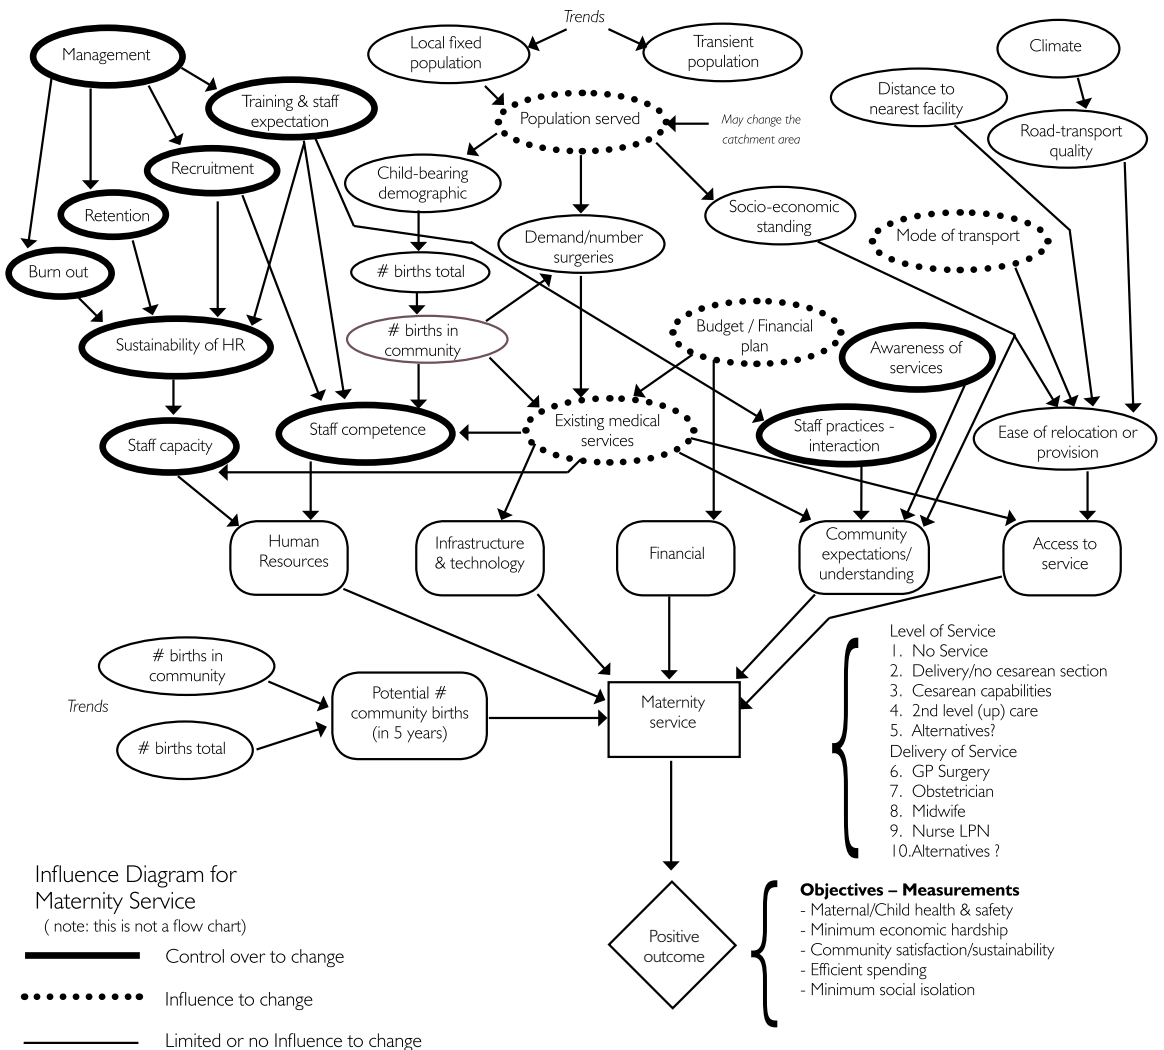 Trends
Management
Local fixed
population
Transient
population
Climate
Training & staff
expectation
Population served
May change the
catchment area
Distance to
nearest facility
Road-transport
quality
Recruitment
Child-bearing
demographic
Retention
Socio-economic
standing
Demand/number
surgeries
Mode of transport
Burn out
# births total
# births in
community
Budget / Financial
plan
Sustainability of HR
Awareness of
services
Staff capacity
Staff competence
Existing medical
services
Staff practices -
interaction
Ease of relocation or
provision
Human
Resources
Infrastructure
& technology
Financial
Community
expectations/
understanding
Access to
service
# births in
community
Trends
# births total
Potential #
community births
(in 5 years)
Maternity
service
Level of Service
1. No Service
2. Delivery/no cesarean section
3. Cesarean capabilities
4. 2nd level (up) care
5. Alternatives?
Delivery of Service
6. GP Surgery
7. Obstetrician
8. Midwife
9. Nurse LPN
10.Alternatives ?
Influence Diagram for
Maternity Service
( note: this is not a flow chart)
Control over to change
Influence to change
Limited or no Influence to change
Positive
outcome
Objectives – Measurements
- Maternal/Child health & safety
- Minimum economic hardship
- Community satisfaction/sustainability
- Efficient spending
- Minimum social isolation